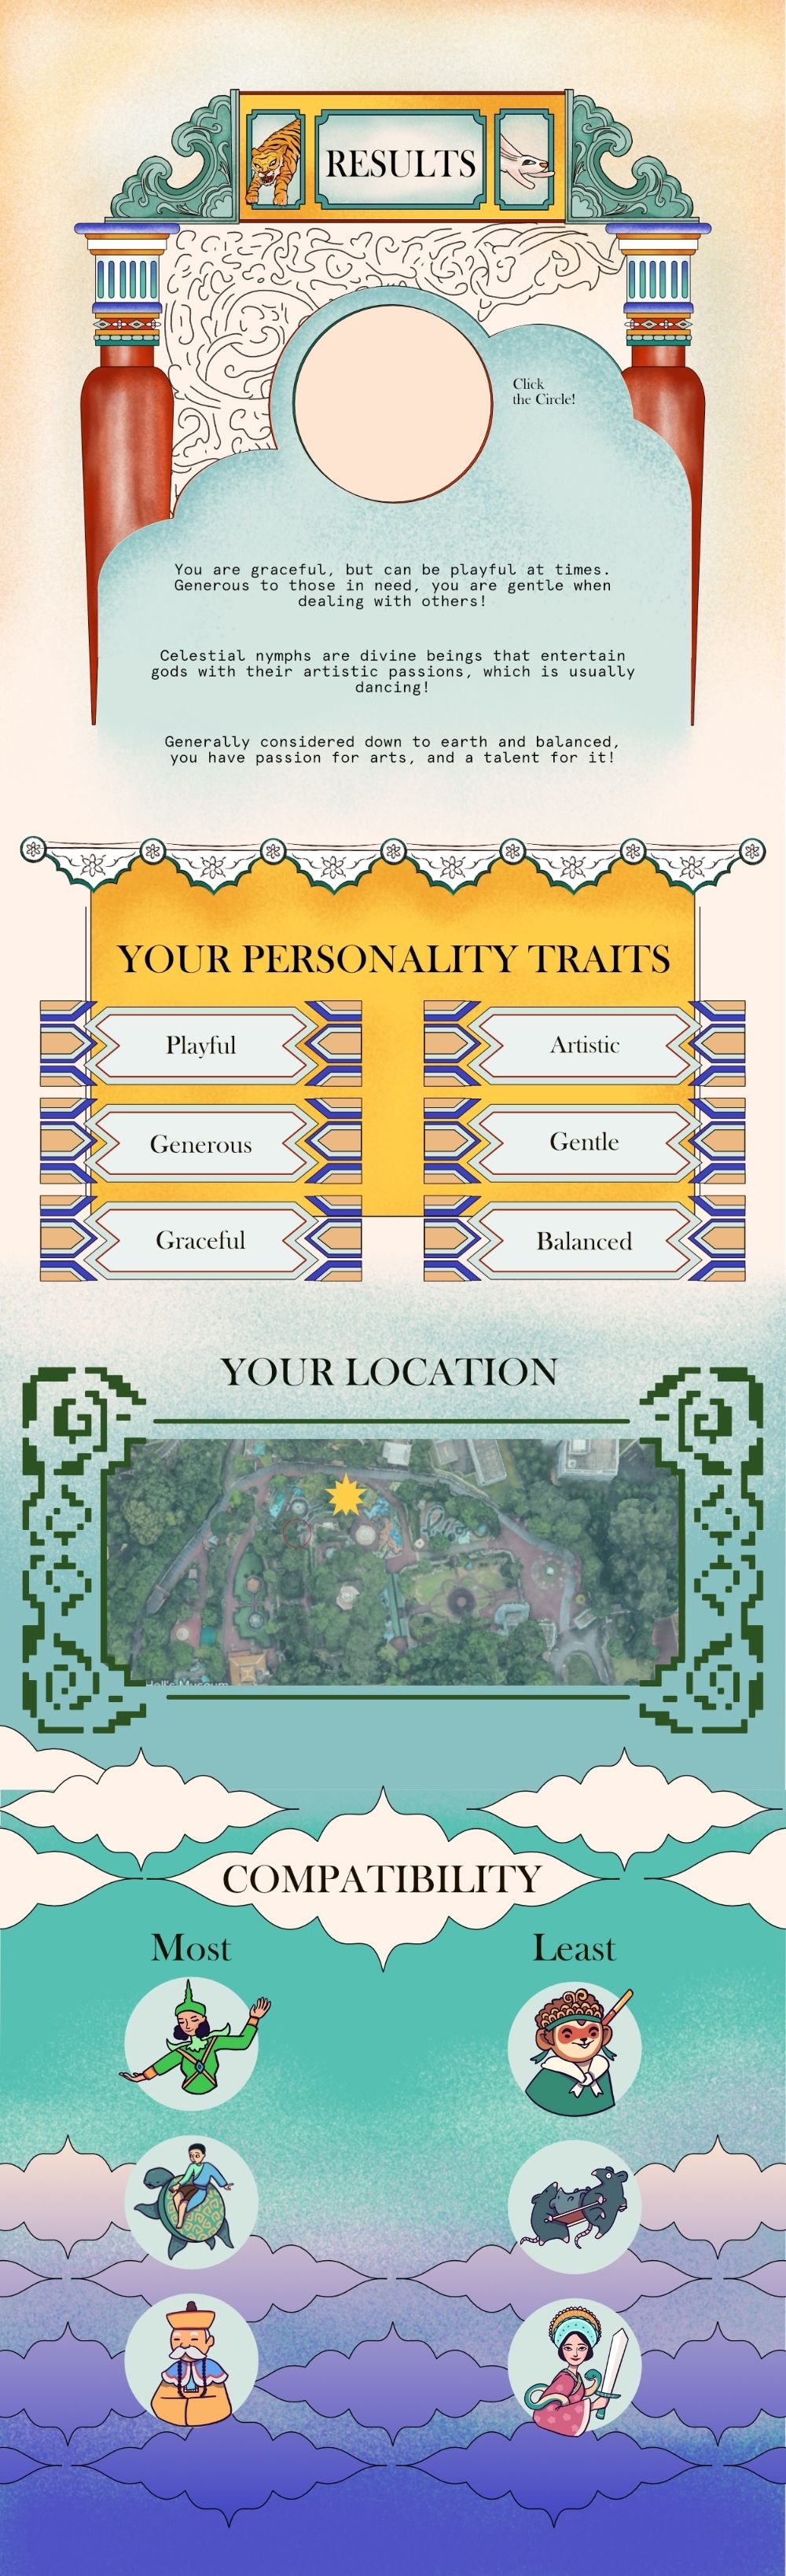 RESULTS
Click
the Circle!
You are graceful, but can be playful at times.
Generous to those in need, you are gentle when
dealing with others!
Celestial nymphs are divine beings that entertain
gods with their artistic passions, which is usually
dancing!
Generally considered down to earth and balanced,
you have passion for arts, and a talent for it!
YOUR PERSONALITY TRAITS
Playful
Artistic
Generous
Gentle
Graceful
Balanced
YOUR LOCATION
Hell's Museum
COMPATIBILITY
Most
Least